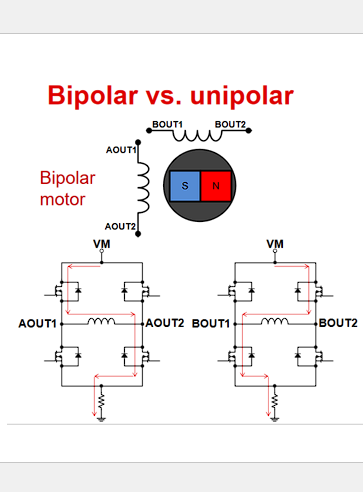 Bipolar vs. unipolar
BOUT1 BOUT2
AOUT1
Bipolar
motor
S N
AOUT2
VM VM
AOUT1 AOUT2 BOUT1 BOUT2